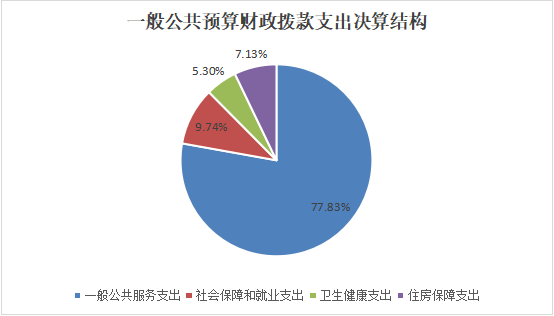 一般公共预算财政拨款支出决算结构
7.13%
5.30%
9.74%
77.83%
一般公共服务支出 社会保障和就业支出 卫生健康支出 住房保障支出